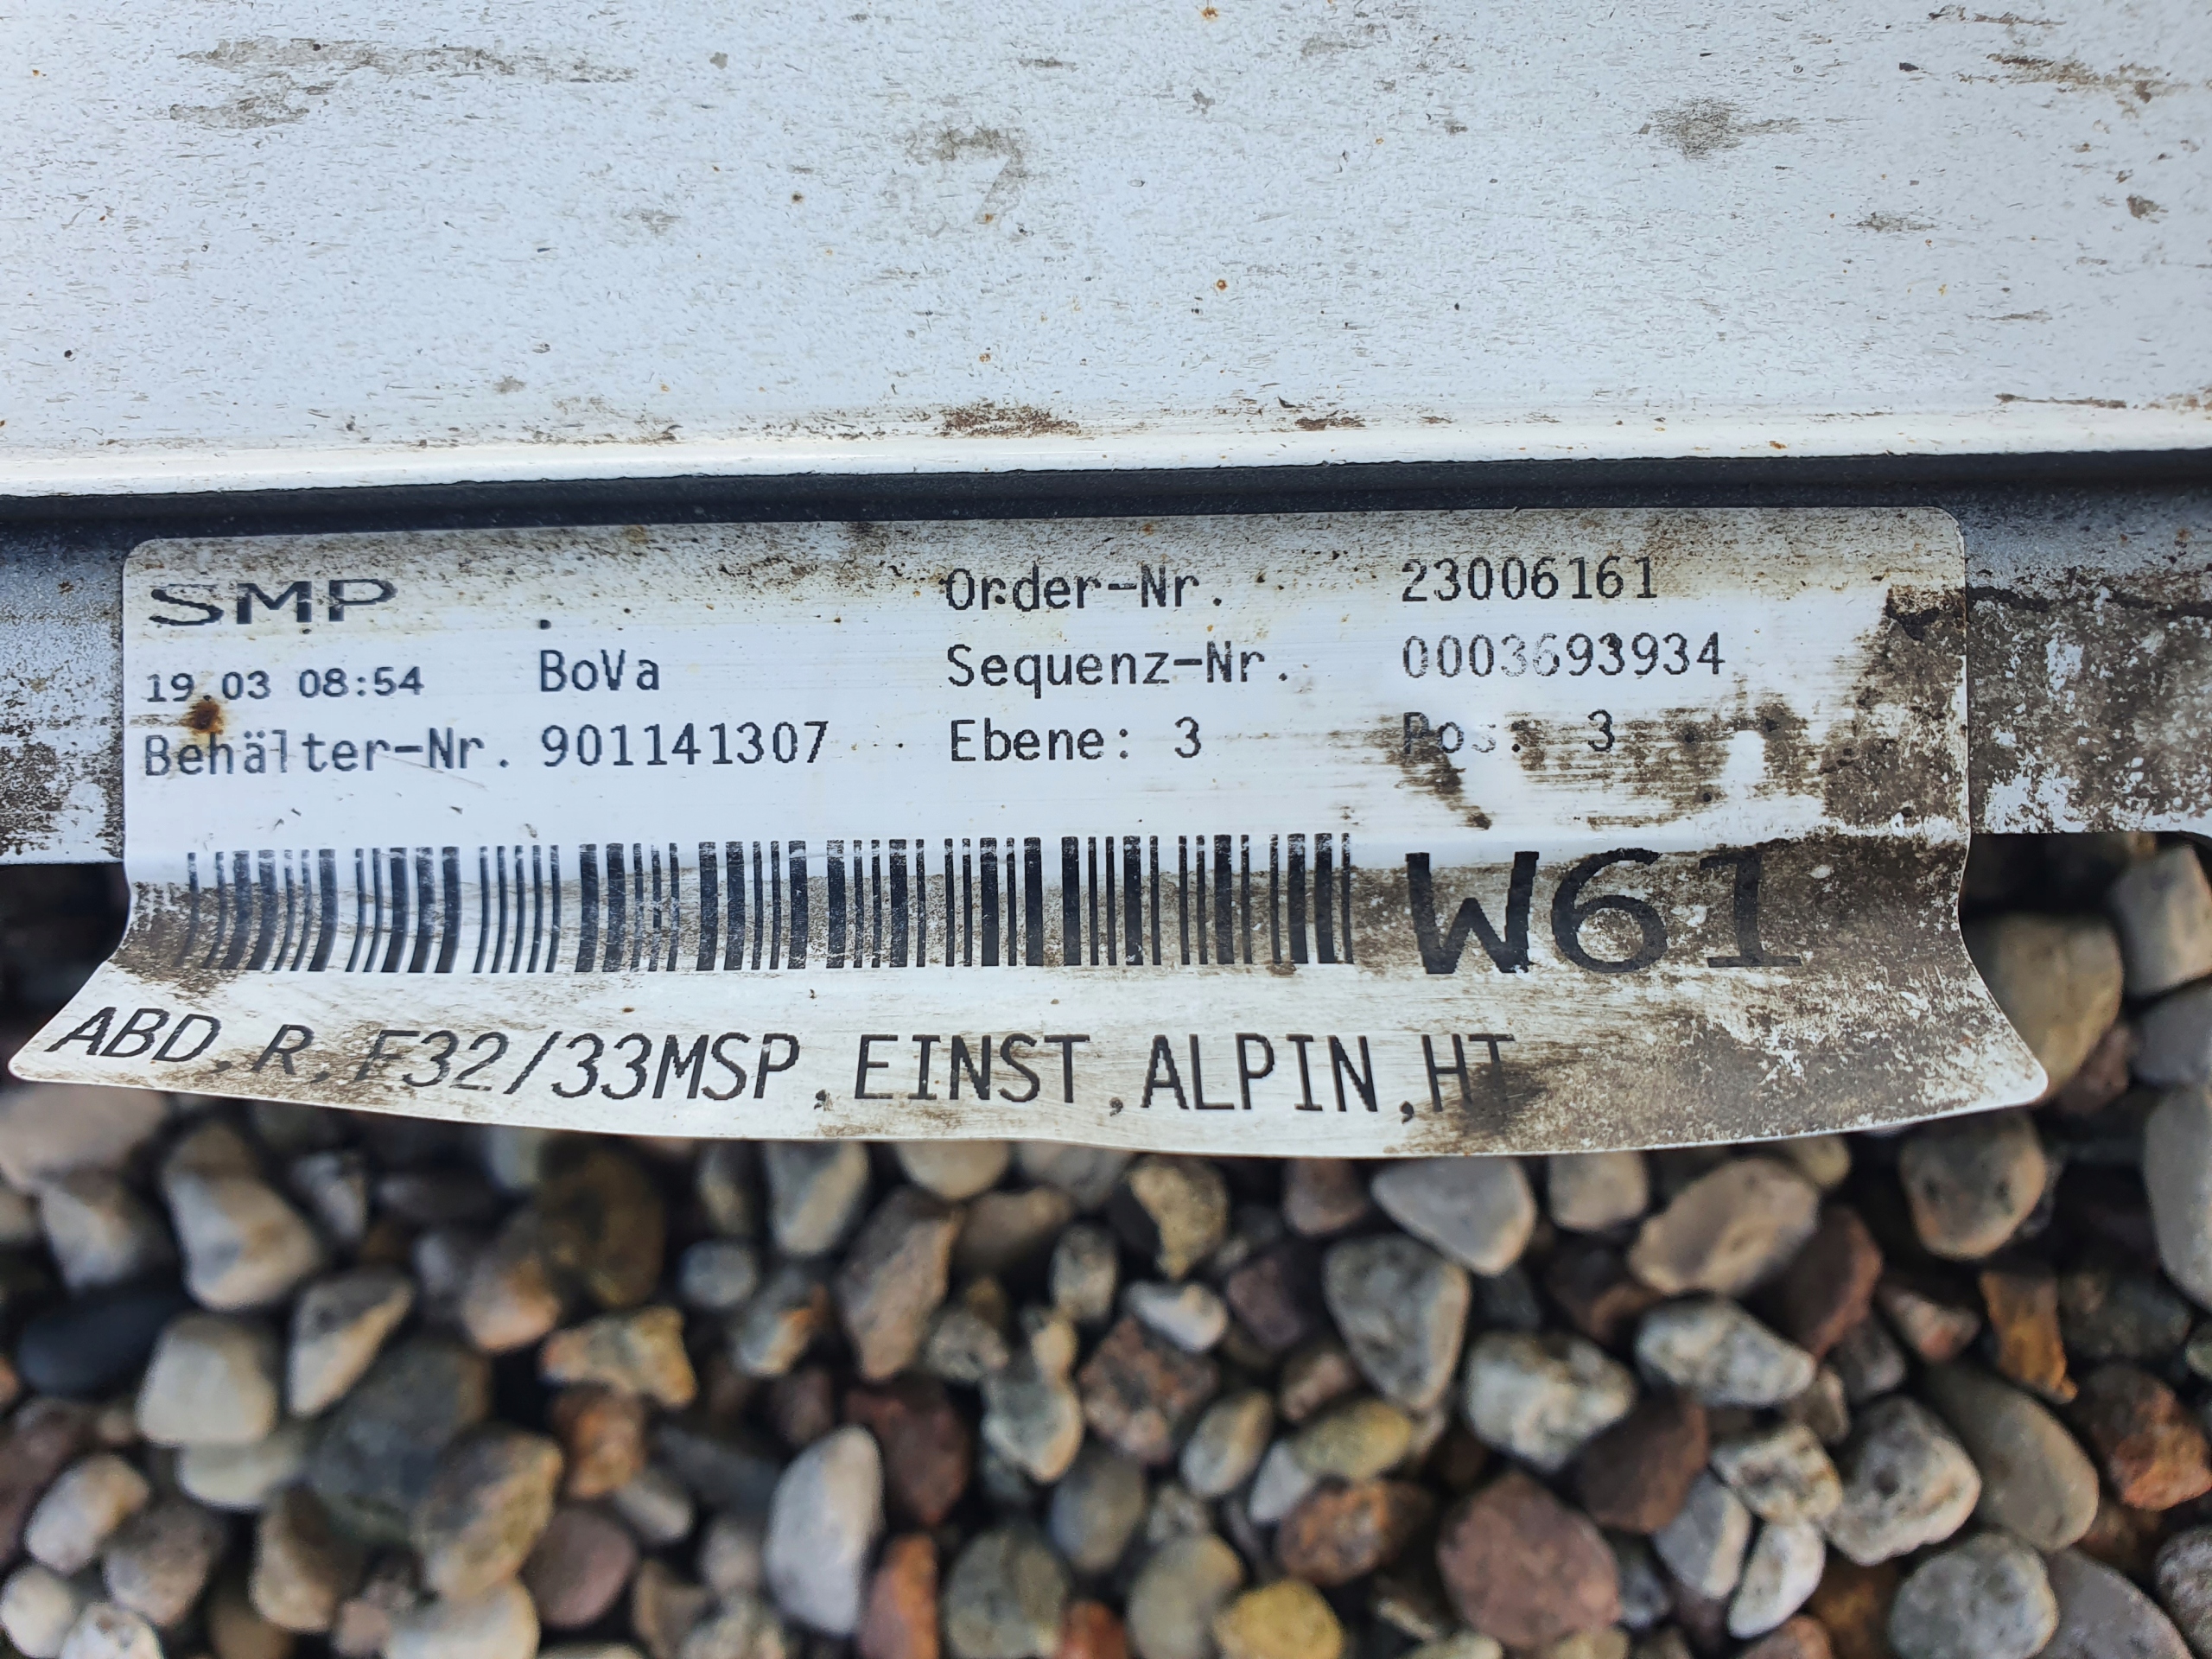 SMP Order-Nr. 23006161
19.03 08:54 BoVa Sequenz-Nr. 0003693934
Behälter-Nr. 901141307 Ebene: 3 Pos: 3
W61
ABD,R,F32/33MSP,EINST,ALPIN,HT